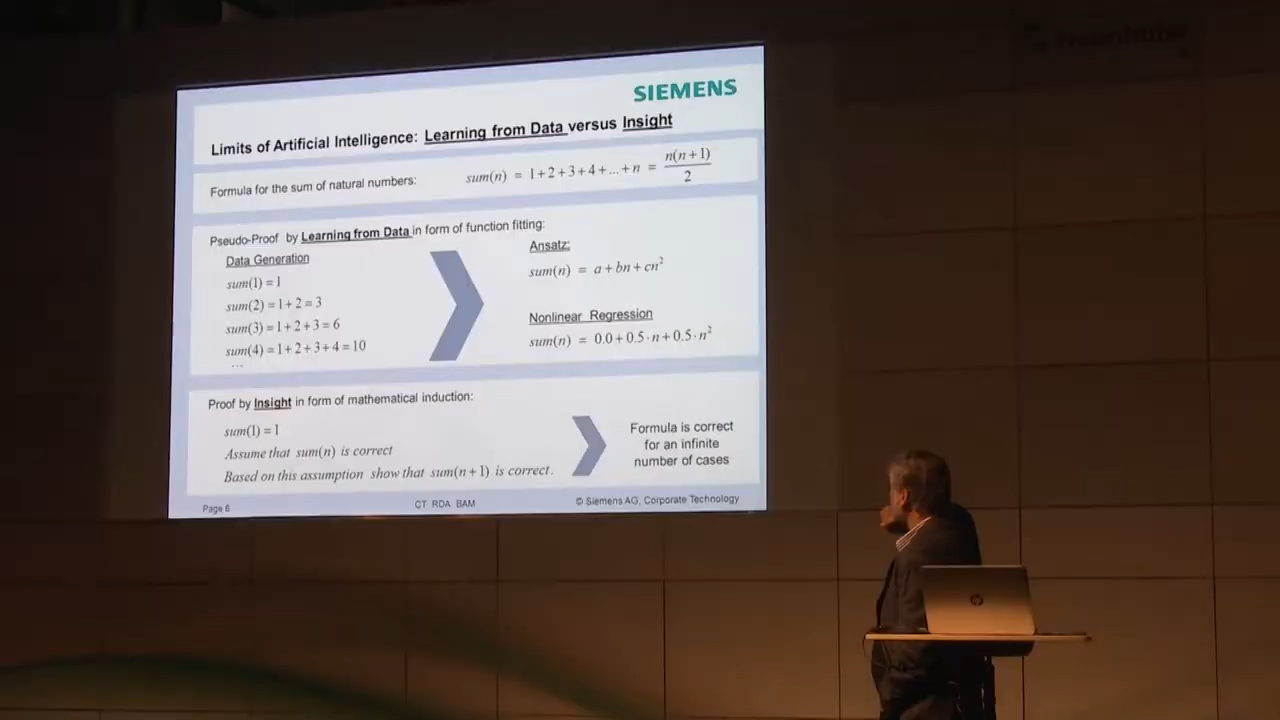 SIEMENS
Limits of Artificial Intelligence: Learning from Data versus Insight
Formula for the sum of natural numbers: sum(n) = 1+2+3+4+...+n = n(n+1)/2
Pseudo-Proof by Learning from Data in form of function fitting:
Data Generation
sum(1) = 1
sum(2) = 1+2 = 3
sum(3) = 1+2+3 = 6
sum(4) = 1+2+3+4 = 10
...
Ansatz:
sum(n) = a+bn+cn²
Nonlinear Regression
sum(n) = 0.0+0.5·n+0.5·n²
Proof by Insight in form of mathematical induction:
sum(1) = 1
Assume that sum(n) is correct
Based on this assumption show that sum(n+1) is correct.
Formula is correct
for an infinite
number of cases
Page 6
CT RDA BAM
© Siemens AG, Corporate Technology
Fraunhofer
hp